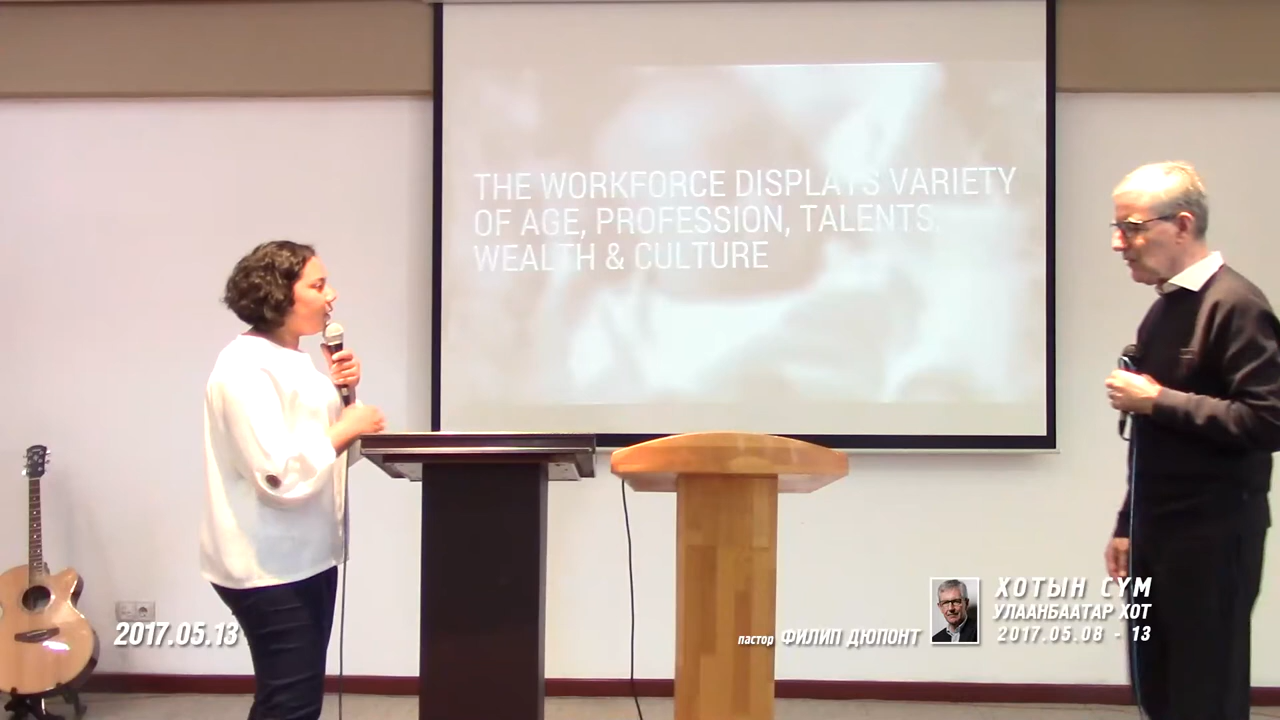 THE WORKFORCE DISPLAYS VARIETY
OF AGE, PROFESSION, TALENTS,
WEALTH & CULTURE
2017.05.13
пастор ФИЛИП ДЮПОНТ
ХОТЫН СҮМ
УЛААНБААТАР ХОТ
2017.05.08 - 13